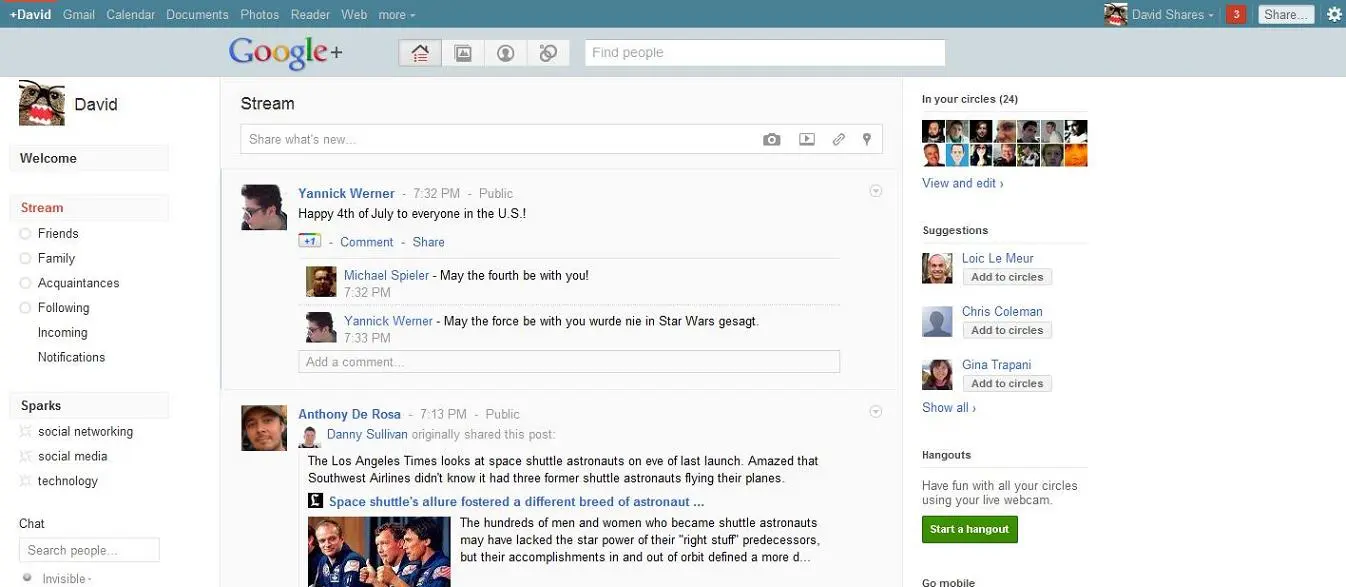 +David Gmail Calendar Documents Photos Reader Web more
David Shares 3 Share...
Google+
Find people
David
Welcome
Stream
Friends
Family
Acquaintances
Following
Incoming
Notifications
Sparks
social networking
social media
technology
Chat
Search people...
Invisible
Stream
Share what's new...
Yannick Werner - 7:32 PM - Public
Happy 4th of July to everyone in the U.S.!
+1 - Comment - Share
Michael Spieler - May the fourth be with you!
7:32 PM
Yannick Werner - May the force be with you wurde nie in Star Wars gesagt.
7:33 PM
Add a comment...
Anthony De Rosa - 7:13 PM - Public
Danny Sullivan originally shared this post:
The Los Angeles Times looks at space shuttle astronauts on eve of last launch. Amazed that
Southwest Airlines didn't know it had three former shuttle astronauts flying their planes.
Space shuttle's allure fostered a different breed of astronaut ...
The hundreds of men and women who became shuttle astronauts
may have lacked the star power of their "right stuff" predecessors,
but their accomplishments in and out of orbit defined a more d...
In your circles (24)
View and edit ›
Suggestions
Loic Le Meur
Add to circles
Chris Coleman
Add to circles
Gina Trapani
Add to circles
Show all ›
Hangouts
Have fun with all your circles
using your live webcam.
Start a hangout
Go mobile